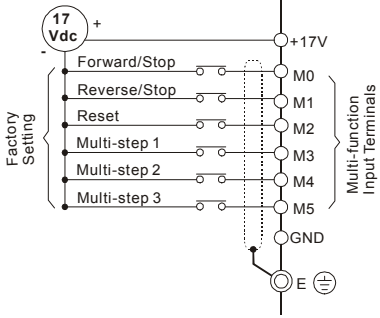 17
Vdc
+
-
+17V
Forward/Stop
M0
Reverse/Stop
M1
Reset
M2
Multi-step 1
M3
Multi-step 2
M4
Multi-step 3
M5
GND
E
Factory
Setting
Multi-function
Input Terminals